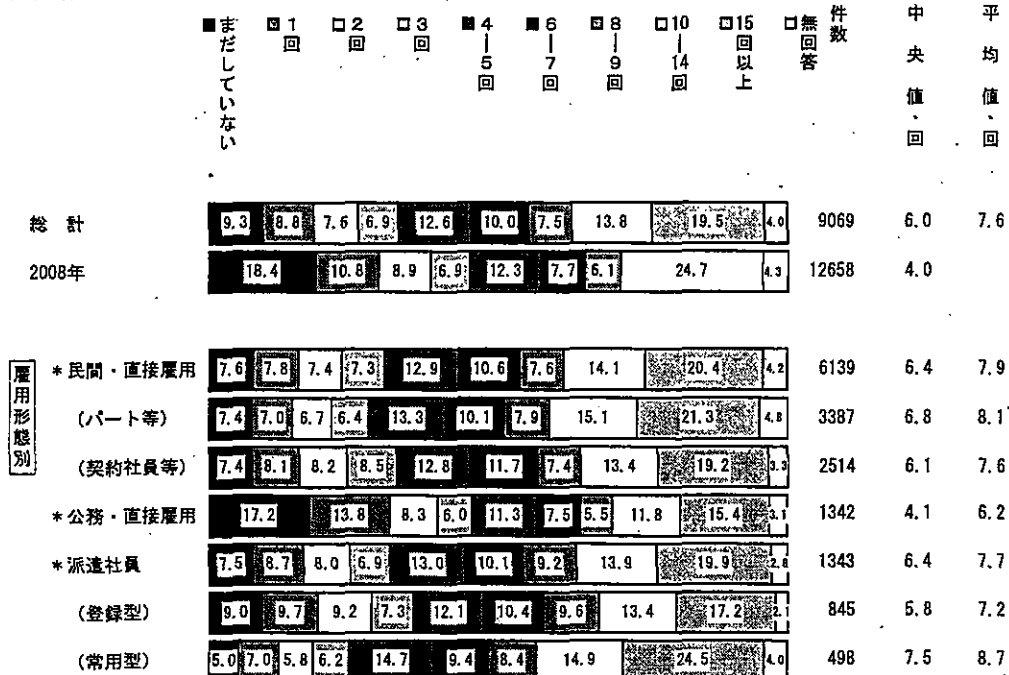 ■まだしていない ▨1回 □2回 □3回 ■4―5回 ■6―7回 ▨8―9回 □10―14回 □15回以上 □無回答 件数 中央値、回 平均値、回
総計 9.3 8.8 7.6 6.9 12.6 10.0 7.5 13.8 19.5 4.0 9069 6.0 7.6
2008年 18.4 10.8 8.9 6.9 12.3 7.7 6.1 24.7 4.3 12658 4.0
雇用形態別
*民間・直接雇用 7.6 7.8 7.4 7.3 12.9 10.6 7.6 14.1 20.4 4.2 6139 6.4 7.9
(パート等) 7.4 7.0 6.7 6.4 13.3 10.1 7.9 15.1 21.3 4.8 3387 6.8 8.1
(契約社員等) 7.4 8.1 8.2 8.5 12.8 11.7 7.4 13.4 19.2 3.3 2514 6.1 7.6
*公務・直接雇用 17.2 13.8 8.3 6.0 11.3 7.5 5.5 11.8 15.4 3.1 1342 4.1 6.2
*派遣社員 7.5 8.7 8.0 6.9 13.0 10.1 9.2 13.9 19.9 2.8 1343 6.4 7.7
(登録型) 9.0 9.7 9.2 7.3 12.1 10.4 9.6 13.4 17.2 2.1 845 5.8 7.2
(常用型) 5.0 7.0 5.8 6.2 14.7 9.4 8.4 14.9 24.5 4.0 498 7.5 8.7